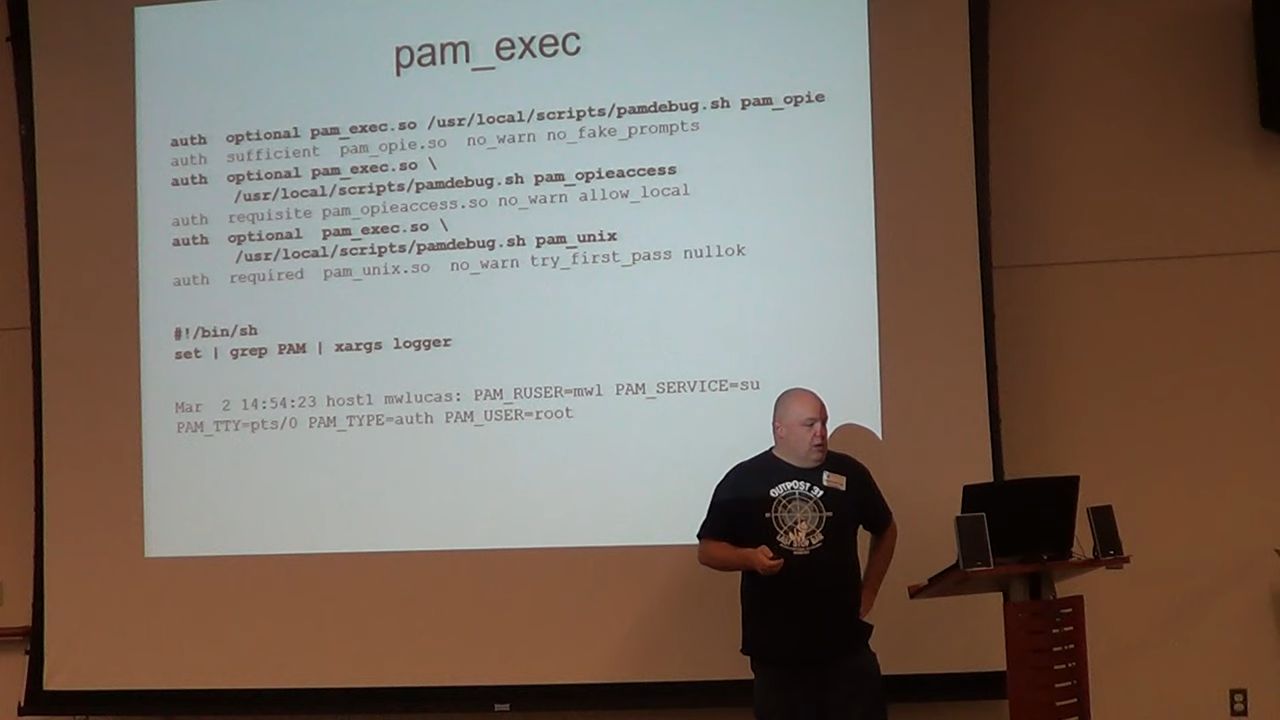 pam_exec
auth optional pam_exec.so /usr/local/scripts/pamdebug.sh pam_opie
auth sufficient pam_opie.so no_warn no_fake_prompts
auth optional pam_exec.so \
/usr/local/scripts/pamdebug.sh pam_opieaccess
auth requisite pam_opieaccess.so no_warn allow_local
auth optional pam_exec.so \
/usr/local/scripts/pamdebug.sh pam_unix
auth required pam_unix.so no_warn try_first_pass nullok
#!/bin/sh
set | grep PAM | xargs logger
Mar 2 14:54:23 host1 mwlucas: PAM_RUSER=mwl PAM_SERVICE=su
PAM_TTY=pts/0 PAM_TYPE=auth PAM_USER=root
OUTPOST 31